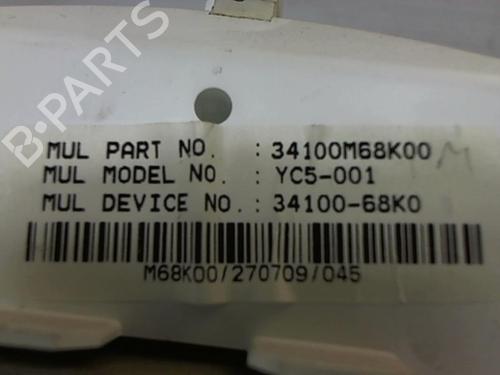 B-PARTS
MUL PART NO. : 34100M68K00
MUL MODEL NO. : YC5-001
MUL DEVICE NO. : 34100-68K0
M68K00/270709/045